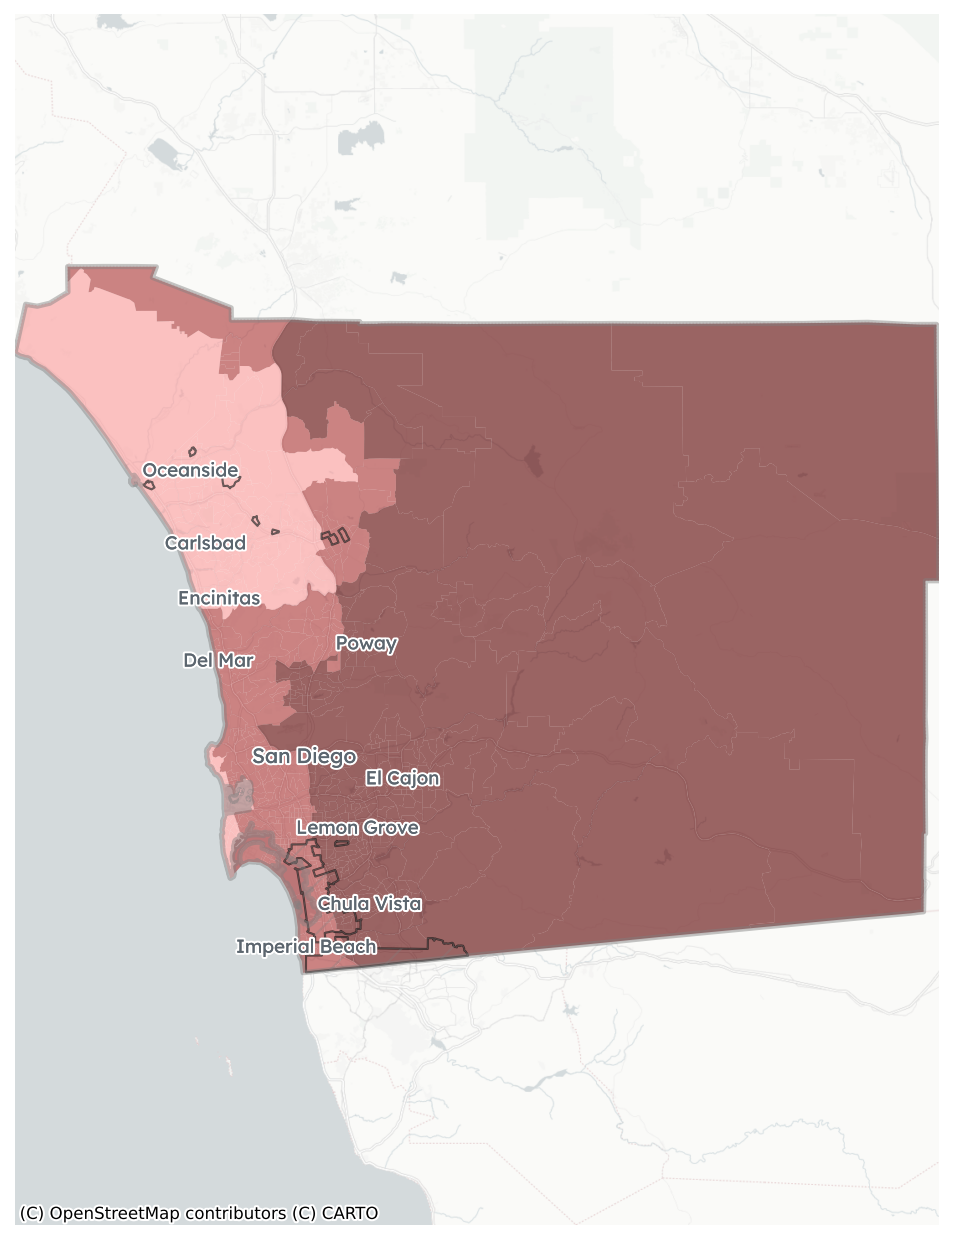 Oceanside
Carlsbad
Encinitas
Poway
Del Mar
San Diego
El Cajon
Lemon Grove
Chula Vista
Imperial Beach
(C) OpenStreetMap contributors (C) CARTO